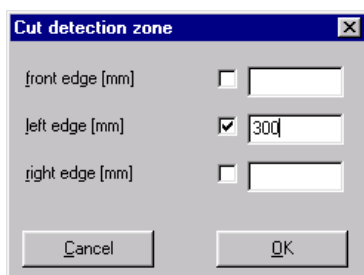 Cut detection zone
front edge [mm]
left edge [mm] 300
right edge [mm]
Cancel OK